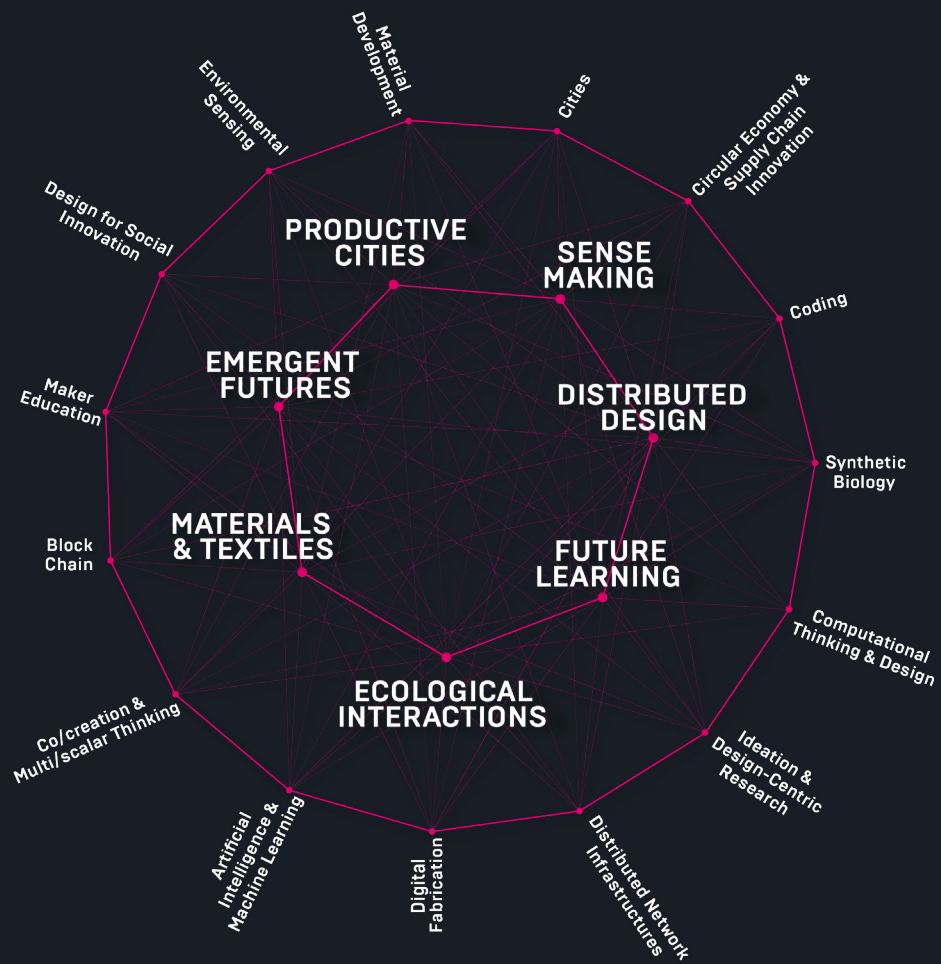 Material
Development
Cities
Circular Economy &
Supply Chain
Innovation
Environmental
Sensing
Design for Social
Innovation
PRODUCTIVE
CITIES
SENSE
MAKING
Coding
EMERGENT
FUTURES
DISTRIBUTED
DESIGN
Maker
Education
Synthetic
Biology
MATERIALS
& TEXTILES
FUTURE
LEARNING
Block
Chain
Computational
Thinking & Design
ECOLOGICAL
INTERACTIONS
Co/creation &
Multi/scalar Thinking
Ideation &
Design-Centric
Research
Artificial
Intelligence &
Machine Learning
Digital
Fabrication
Distributed Network
Infrastructures